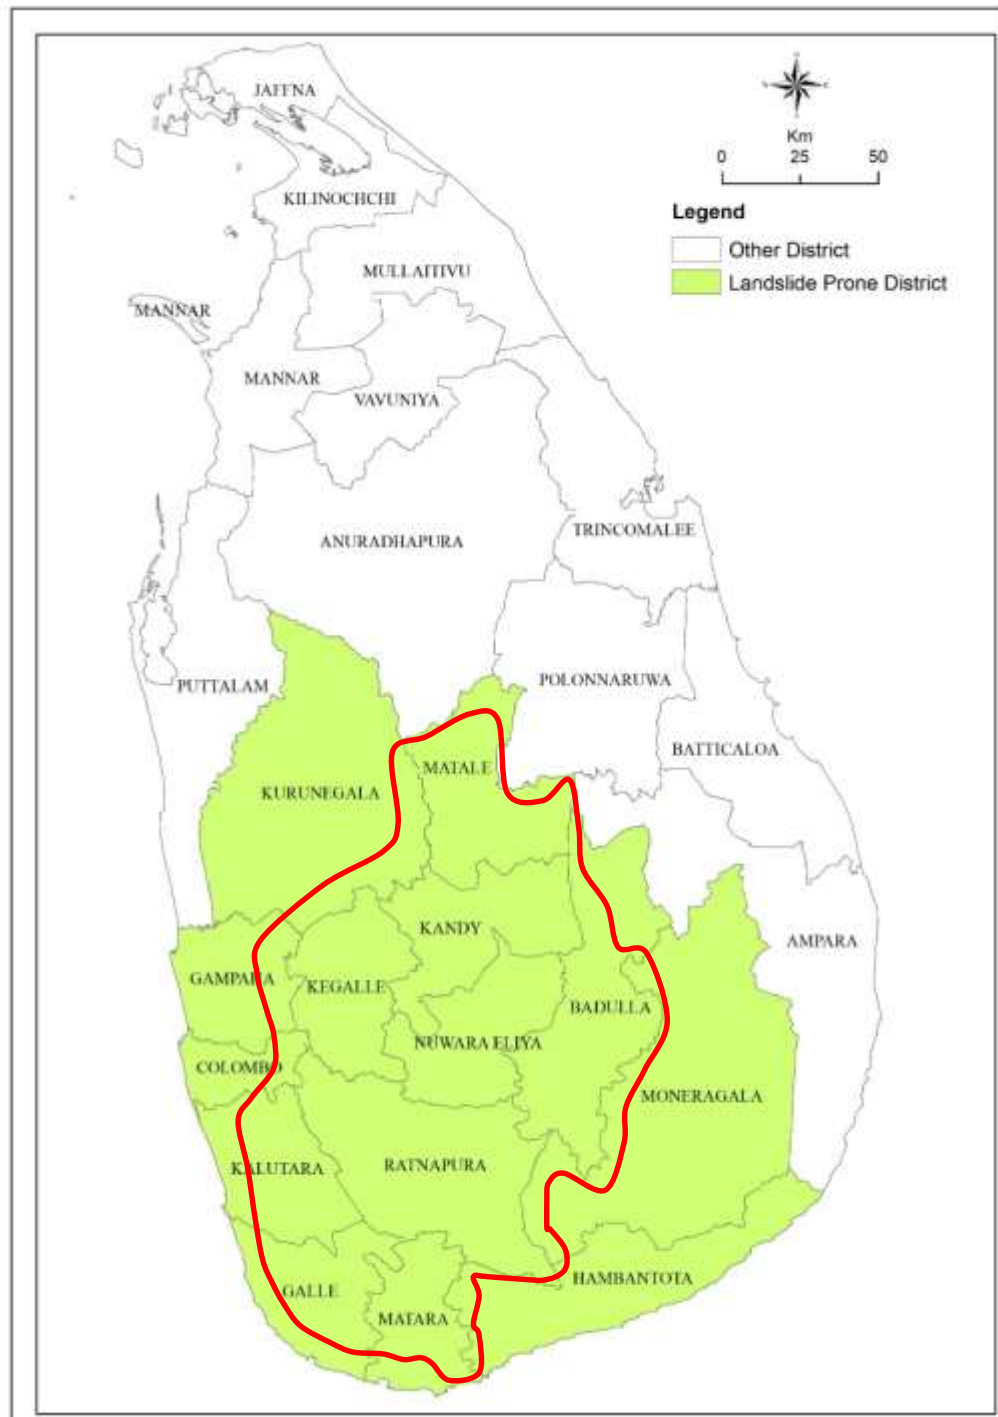 JAFFNA
Km
0 25 50
KILINOCHCHI
Legend
Other District
MULLAITIVU
Landslide Prone District
MANNAR
MANNAR
VAVUNIYA
TRINCOMALEE
ANURADHAPURA
POLONNARUWA
PUTTALAM
BATTICALOA
MATALE
KURUNEGALA
KANDY
AMPARA
GAMPAHA
KEGALLE
BADULLA
NUWARA ELIYA
COLOMBO
MONERAGALA
RATNAPURA
KALUTARA
HAMBANTOTA
GALLE
MATARA